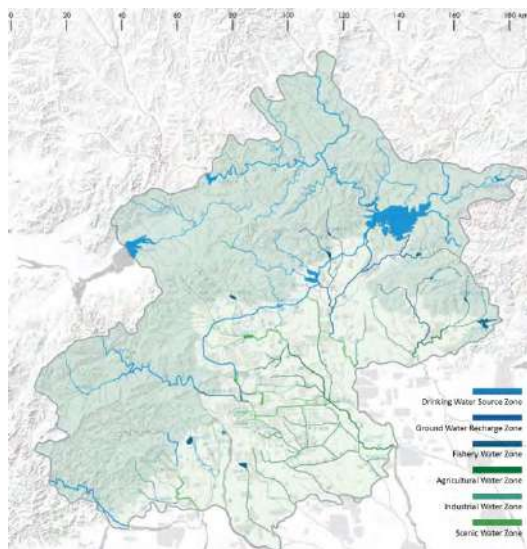 0 20 40 60 80 100 120 140 160 180 km
Drinking Water Source Zone
Ground Water Recharge Zone
Fishery Water Zone
Agricultural Water Zone
Industrial Water Zone
Scenic Water Zone